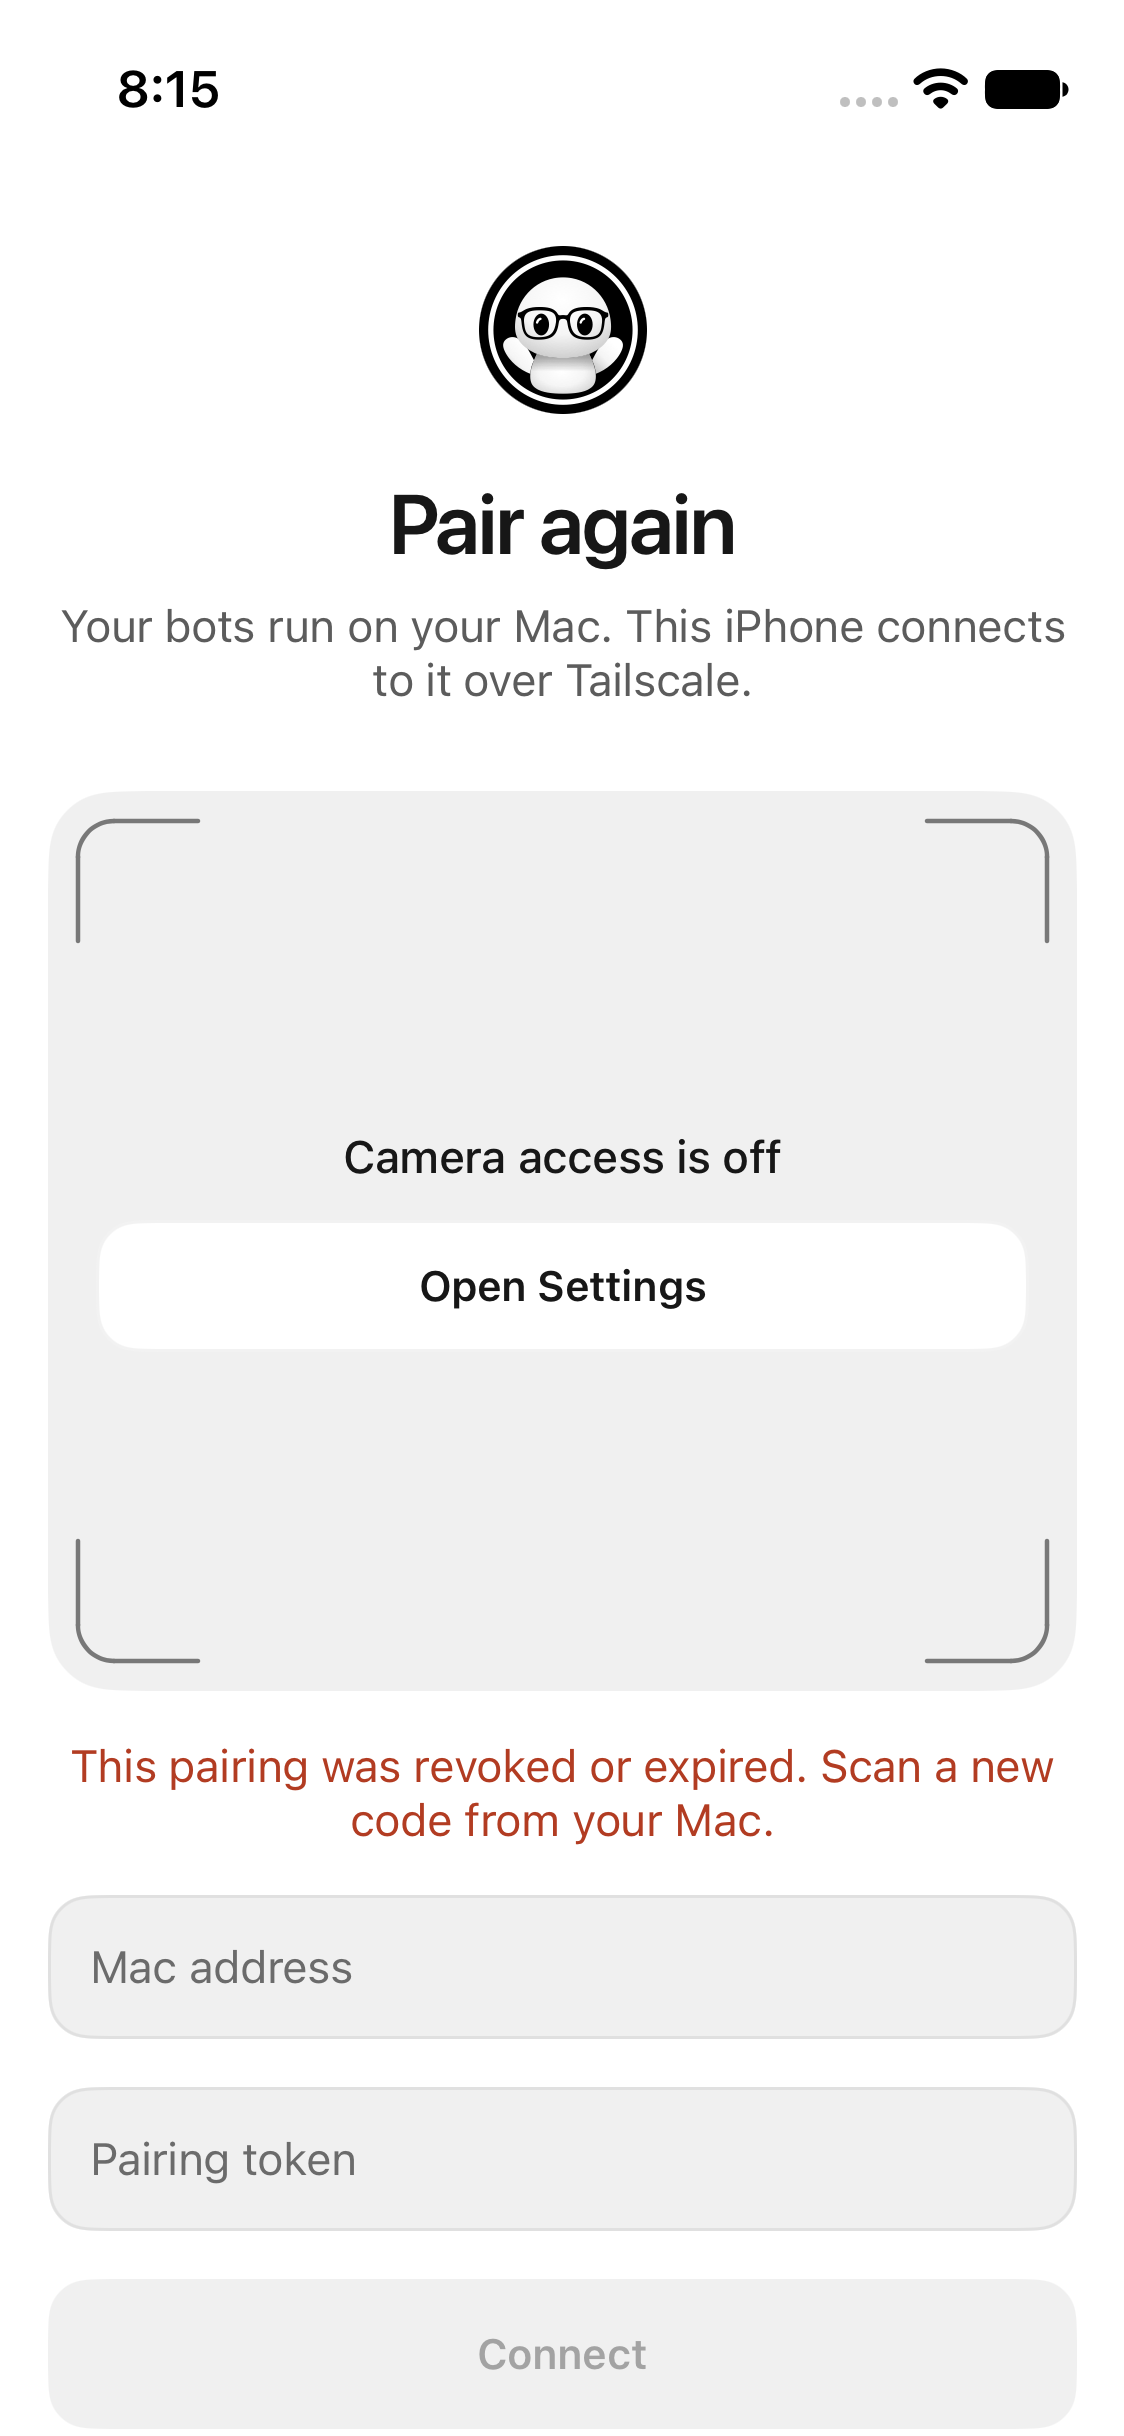 8:15
Pair again
Your bots run on your Mac. This iPhone connects
to it over Tailscale.
Camera access is off
Open Settings
This pairing was revoked or expired. Scan a new
code from your Mac.
Mac address
Pairing token
Connect